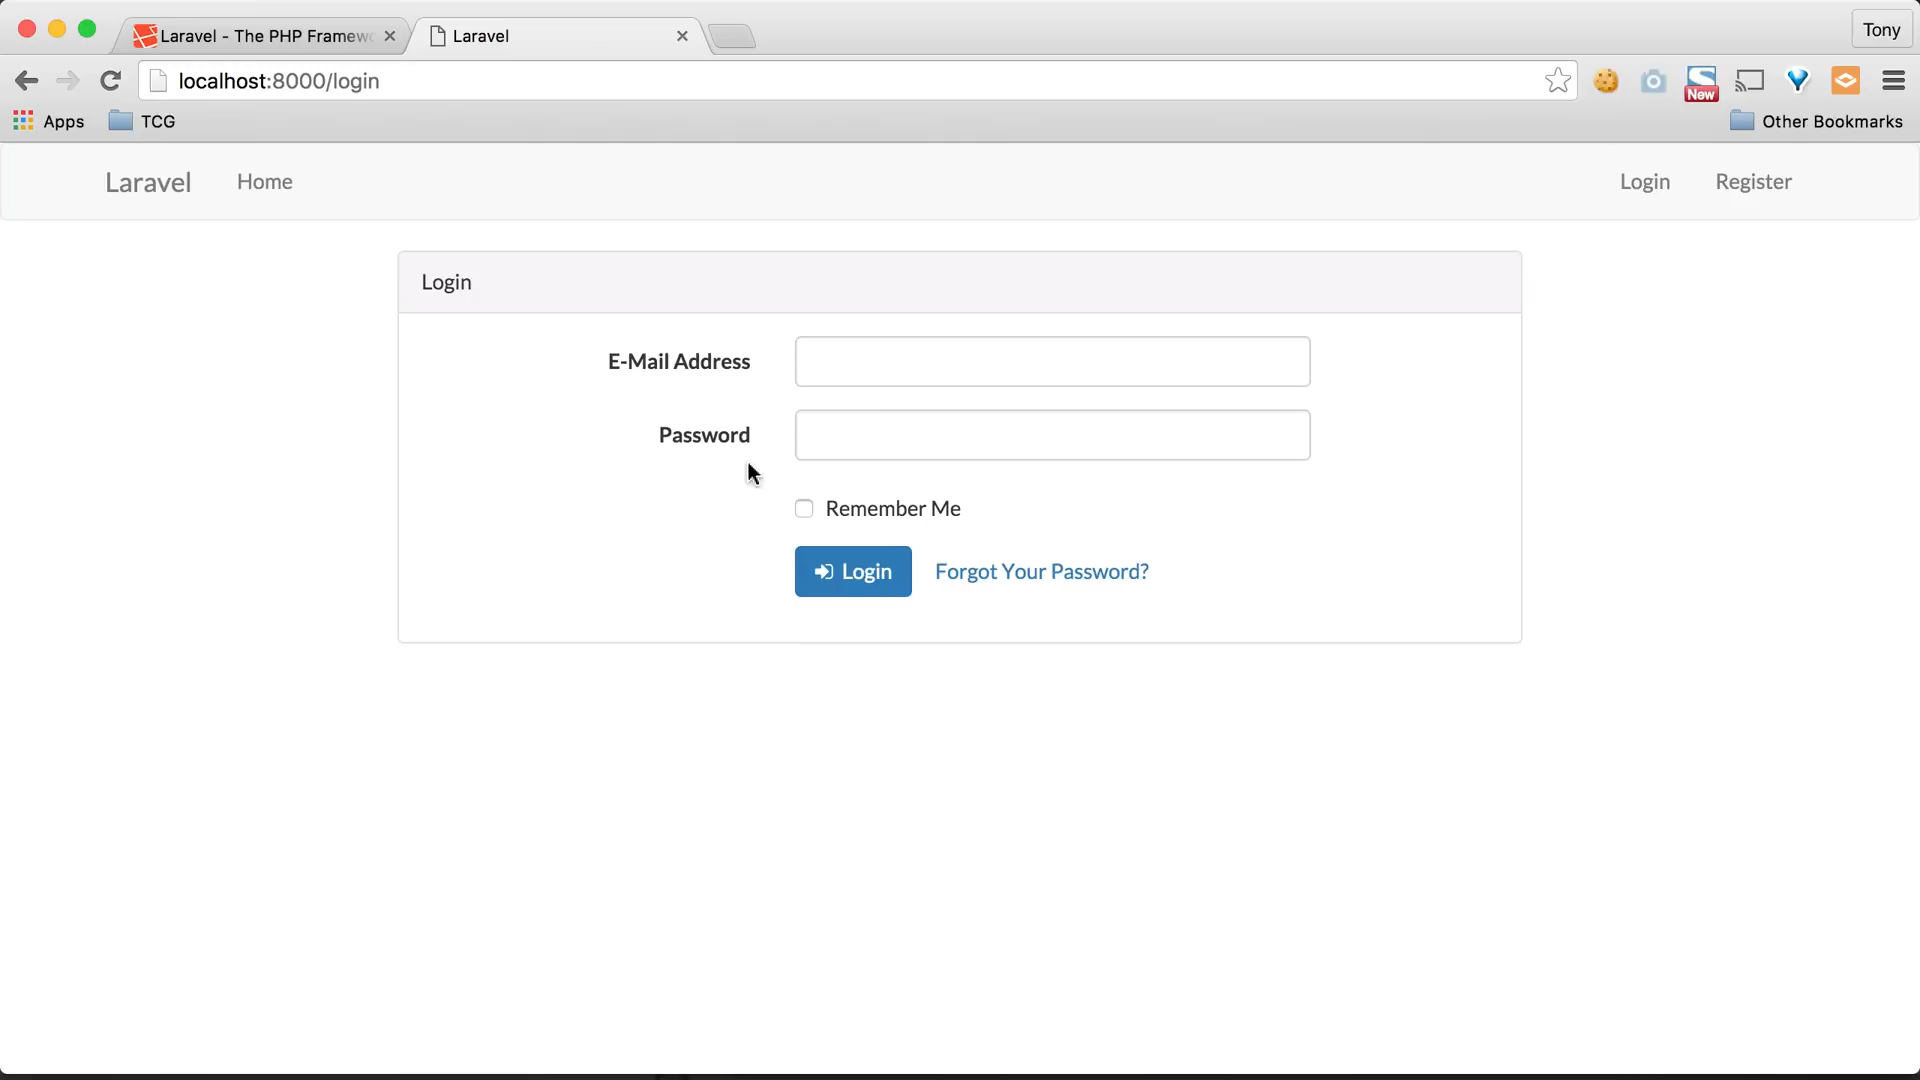 Laravel - The PHP Framewo
Laravel
Tony
localhost:8000/login
New
Apps
TCG
Other Bookmarks
Laravel
Home
Login
Register
Login
E-Mail Address
Password
Remember Me
Login
Forgot Your Password?